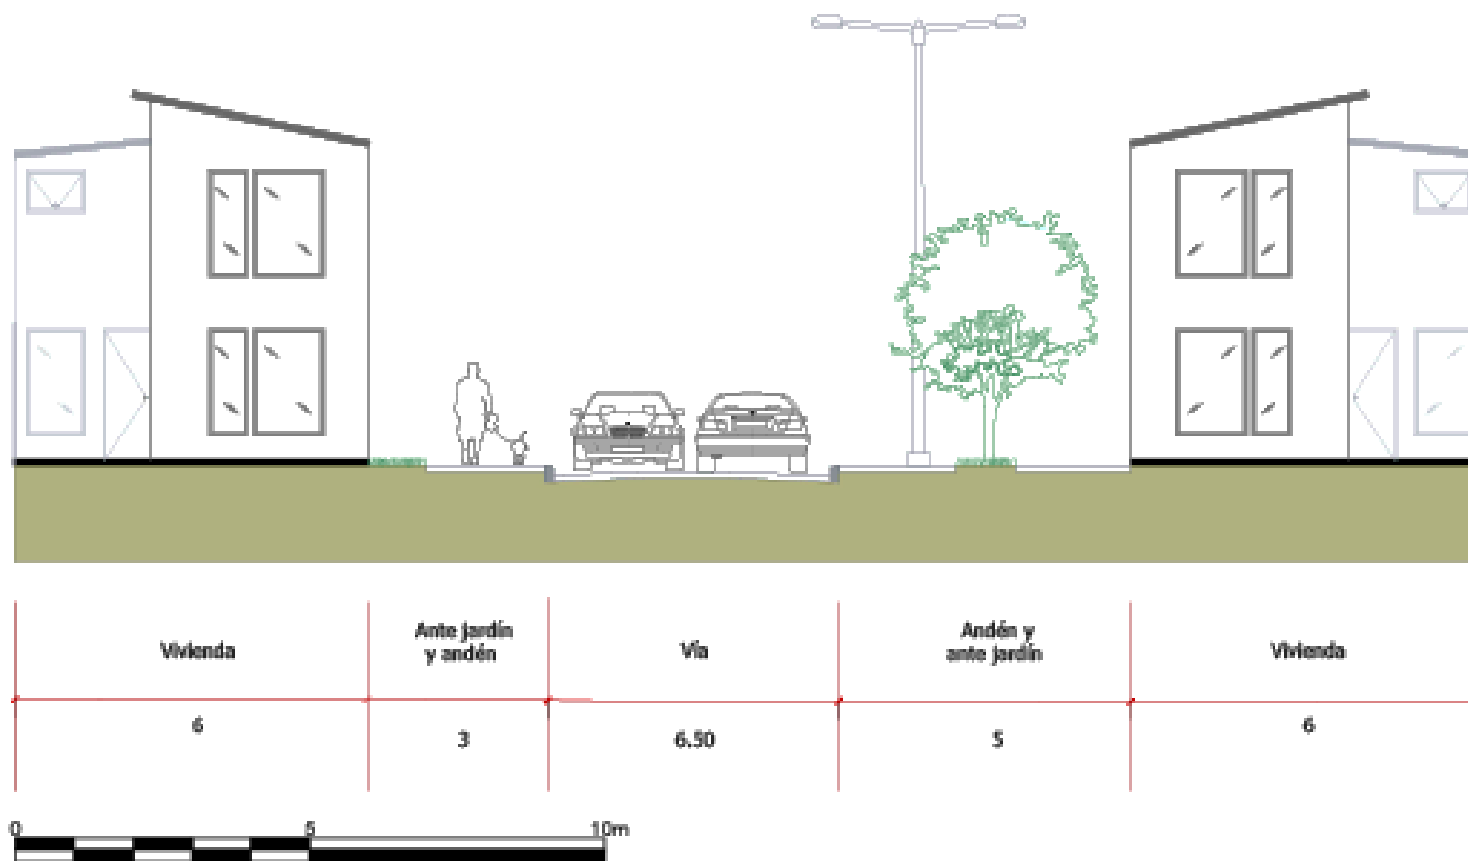 Vivienda
Ante jardín
y andén
Vía
Andén y
ante jardín
Vivienda
6
3
6.50
5
6
0 5 10m